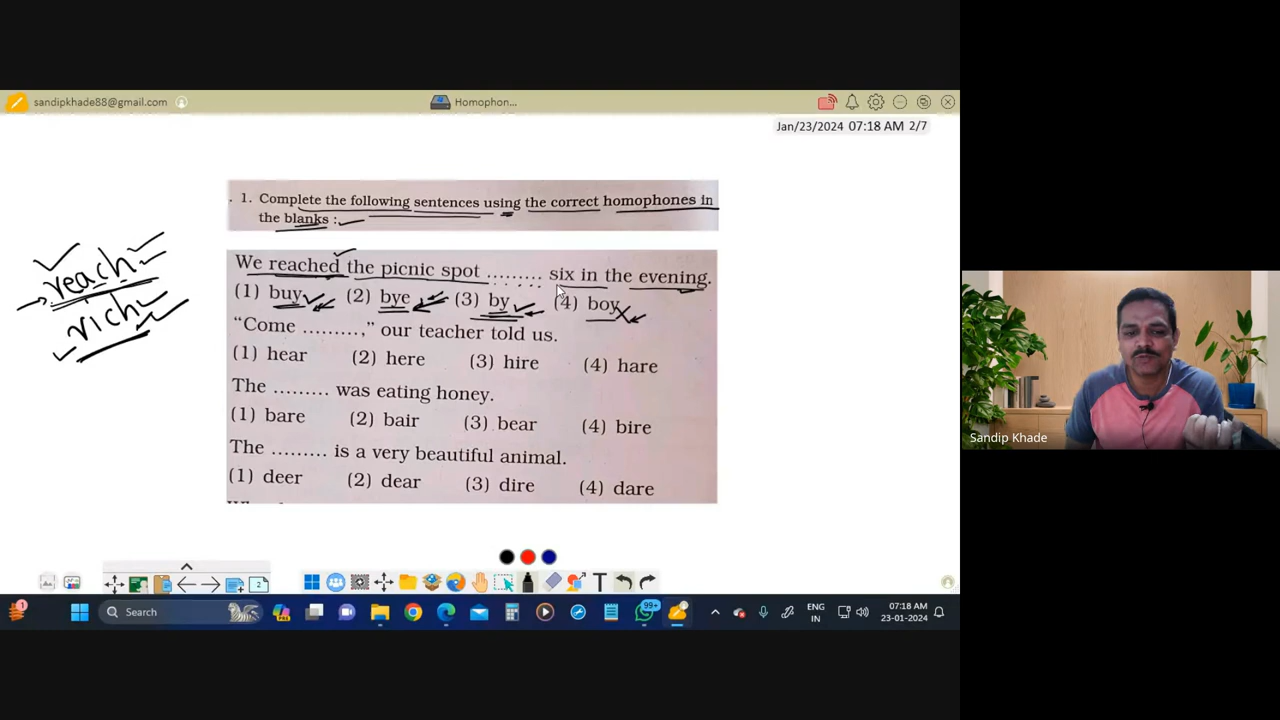 sandipkhade88@gmail.com
Homophon...
Jan/23/2024 07:18 AM 2/7
. 1. Complete the following sentences using the correct homophones in
the blanks :
reach
rich
We reached the picnic spot ......... six in the evening.
(1) buy (2) bye (3) by (4) boy
“Come .........,” our teacher told us.
(1) hear (2) here (3) hire (4) hare
The ......... was eating honey.
(1) bare (2) bair (3) bear (4) bire
The ......... is a very beautiful animal.
(1) deer (2) dear (3) dire (4) dare
Sandip Khade
2
T
1
Search
PRE
99+
ENG
IN
07:18 AM
23-01-2024